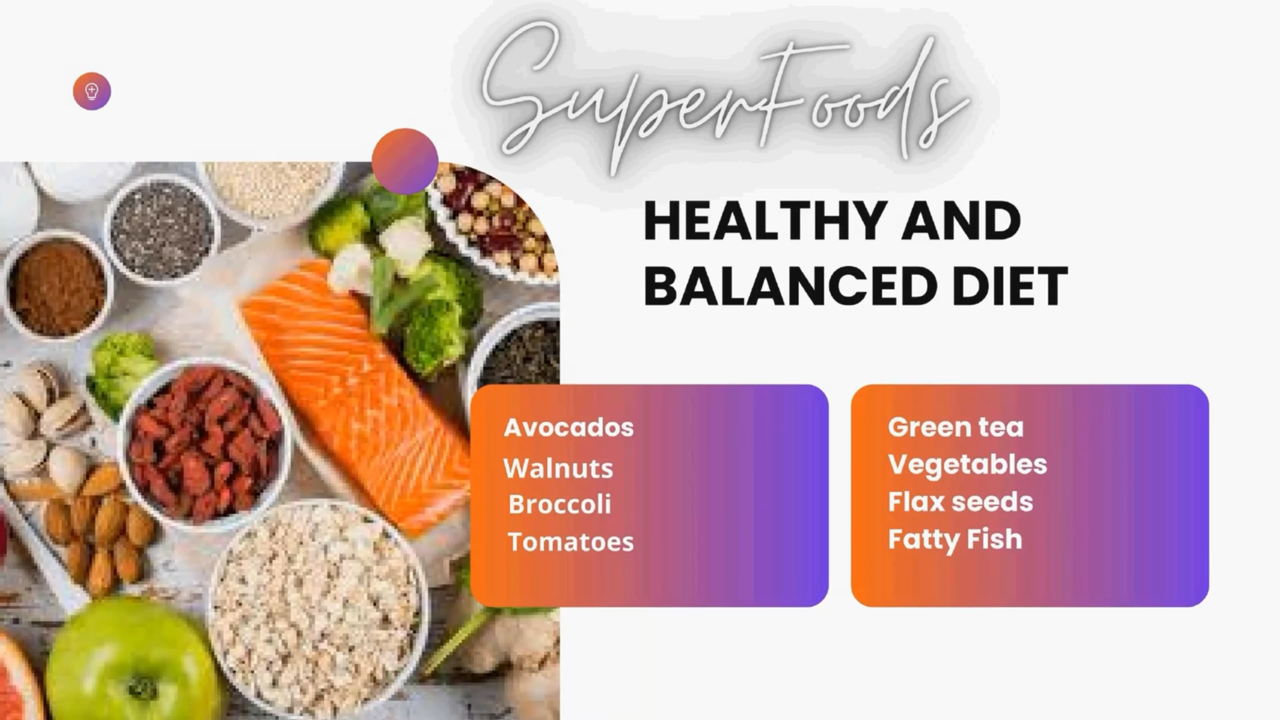 SuperFoods
HEALTHY AND
BALANCED DIET
Avocados
Walnuts
Broccoli
Tomatoes
Green tea
Vegetables
Flax seeds
Fatty Fish